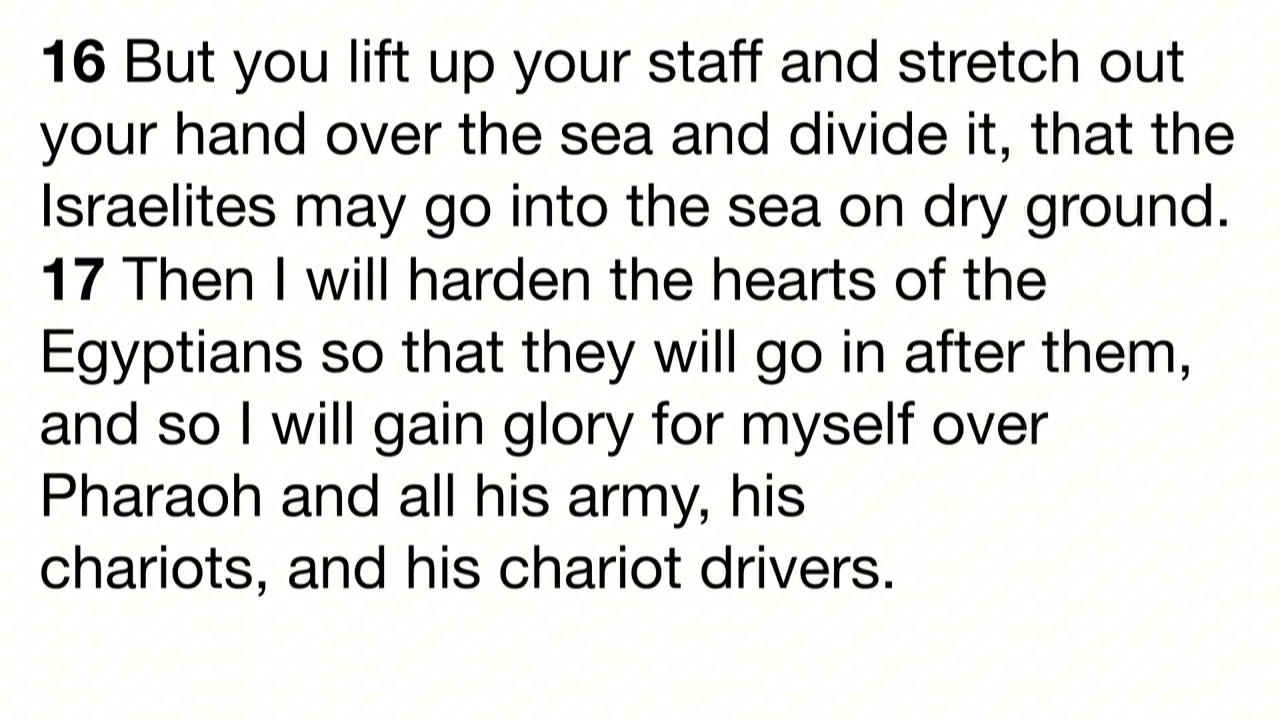 16 But you lift up your staff and stretch out
your hand over the sea and divide it, that the
Israelites may go into the sea on dry ground.
17 Then I will harden the hearts of the
Egyptians so that they will go in after them,
and so I will gain glory for myself over
Pharaoh and all his army, his
chariots, and his chariot drivers.